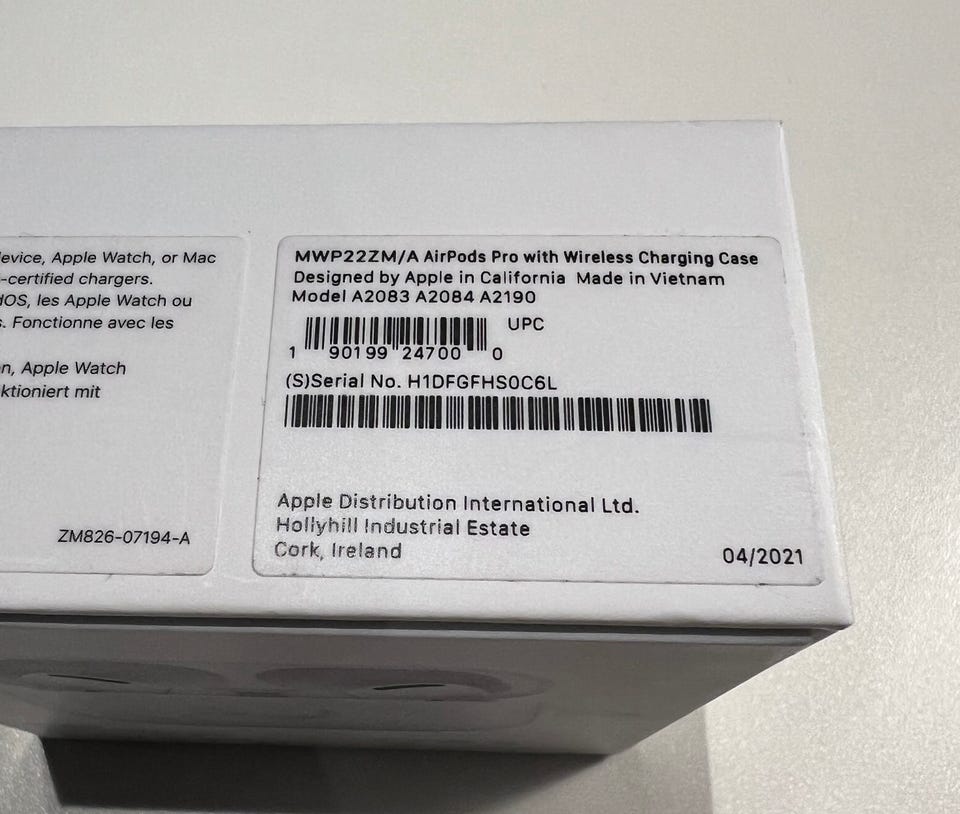 device, Apple Watch, or Mac
-certified chargers.
dOS, les Apple Watch ou
s. Fonctionne avec les
n, Apple Watch
ktioniert mit
ZM826-07194-A
MWP22ZM/A AirPods Pro with Wireless Charging Case
Designed by Apple in California Made in Vietnam
Model A2083 A2084 A2190
UPC
1 90199 24700 0
(S)Serial No. H1DFGFHS0C6L
Apple Distribution International Ltd.
Hollyhill Industrial Estate
Cork, Ireland
04/2021